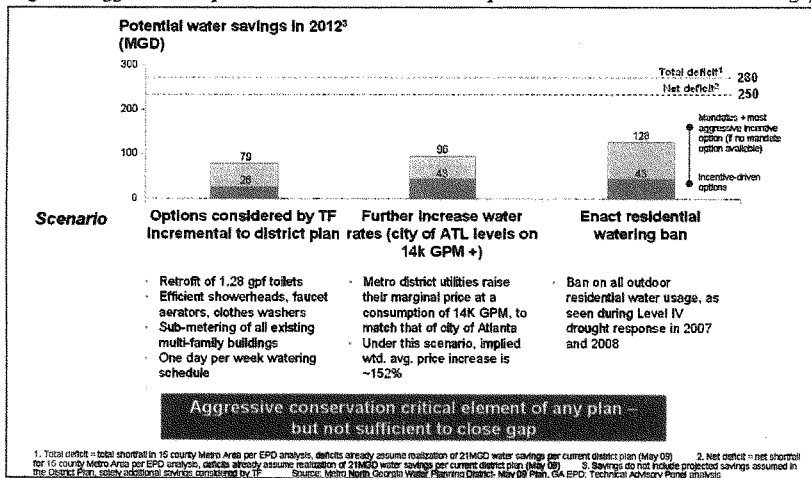 Potential water savings in 2012³
(MGD)
300
200
100
0
Total deficit¹ 280
Net deficit² 250
79
28
96
43
128
43
Mandates + most
aggressive incentive
option (if no mandate
option available)
Incentive-driven
options
Scenario
Options considered by TF
incremental to district plan
Further increase water
rates (city of ATL levels on
14k GPM +)
Enact residential
watering ban
· Retrofit of 1.28 gpf toilets
· Efficient showerheads, faucet
aerators, clothes washers
· Sub-metering of all existing
multi-family buildings
· One day per week watering
schedule
· Metro district utilities raise
their marginal price at a
consumption of 14K GPM, to
match that of city of Atlanta
· Under this scenario, implied
wtd. avg. price increase is
~152%
· Ban on all outdoor
residential water usage, as
seen during Level IV
drought response in 2007
and 2008
Aggressive conservation critical element of any plan –
but not sufficient to close gap
1. Total deficit = total shortfall in 15 county Metro Area per EPD analysis, deficits already assume realization of 21MGD water savings per current district plan (May 09) 2. Net deficit = net shortfall
for 15 county Metro Area per EPD analysis, deficits already assume realization of 21MGD water savings per current district plan (May 09) 3. Savings do not include projected savings assumed in
the District Plan, solely additional savings considered by TF Source: Metro North Georgia Water Planning District- May 09 Plan, GA EPD; Technical Advisory Panel analysis